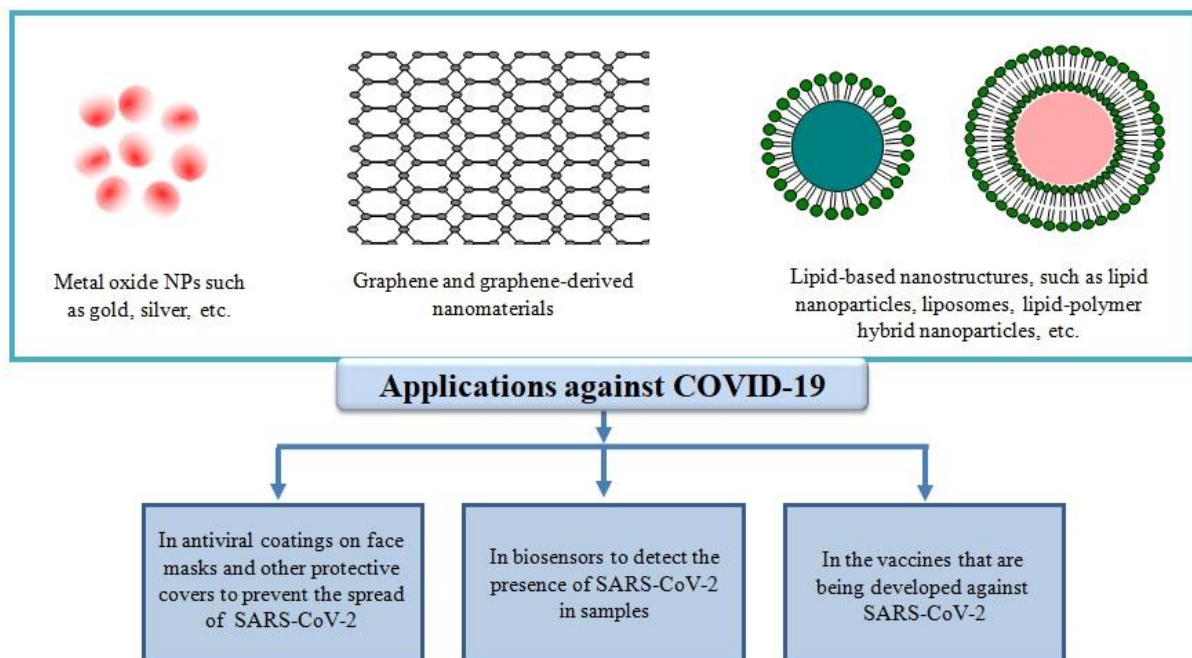 Metal oxide NPs such
as gold, silver, etc.
Graphene and graphene-derived
nanomaterials
Lipid-based nanostructures, such as lipid
nanoparticles, liposomes, lipid-polymer
hybrid nanoparticles, etc.
Applications against COVID-19
In antiviral coatings on face
masks and other protective
covers to prevent the spread
of SARS-CoV-2
In biosensors to detect the
presence of SARS-CoV-2
in samples
In the vaccines that are
being developed against
SARS-CoV-2